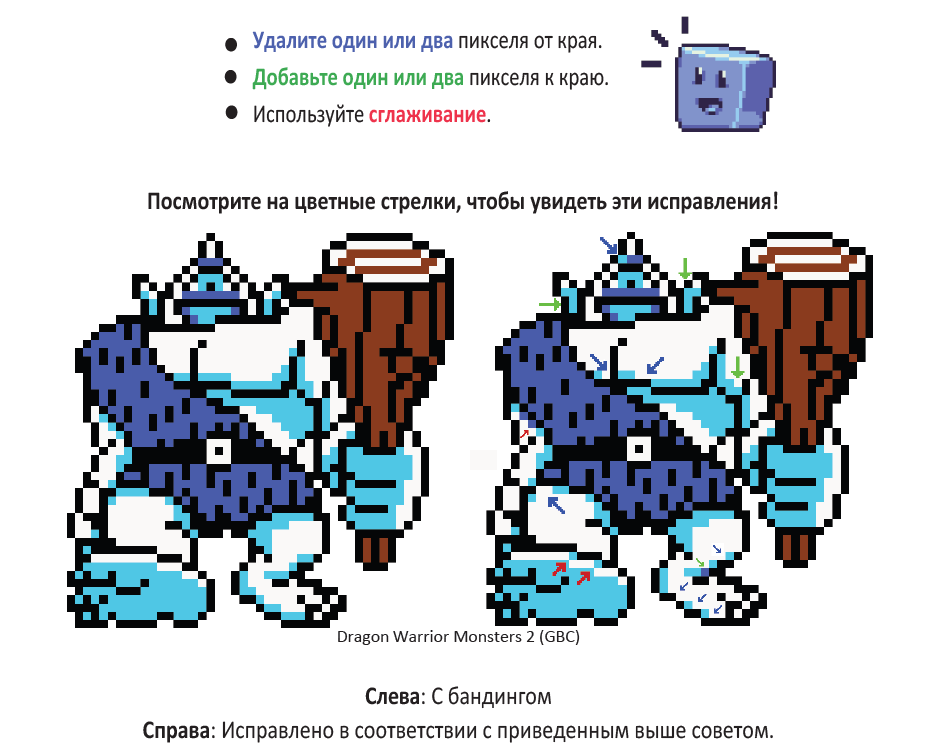 ● Удалите один или два пикселя от края.
● Добавьте один или два пикселя к краю.
● Используйте сглаживание.
Посмотрите на цветные стрелки, чтобы увидеть эти исправления!
Dragon Warrior Monsters 2 (GBC)
Слева: С бандингом
Справа: Исправлено в соответствии с приведенным выше советом.